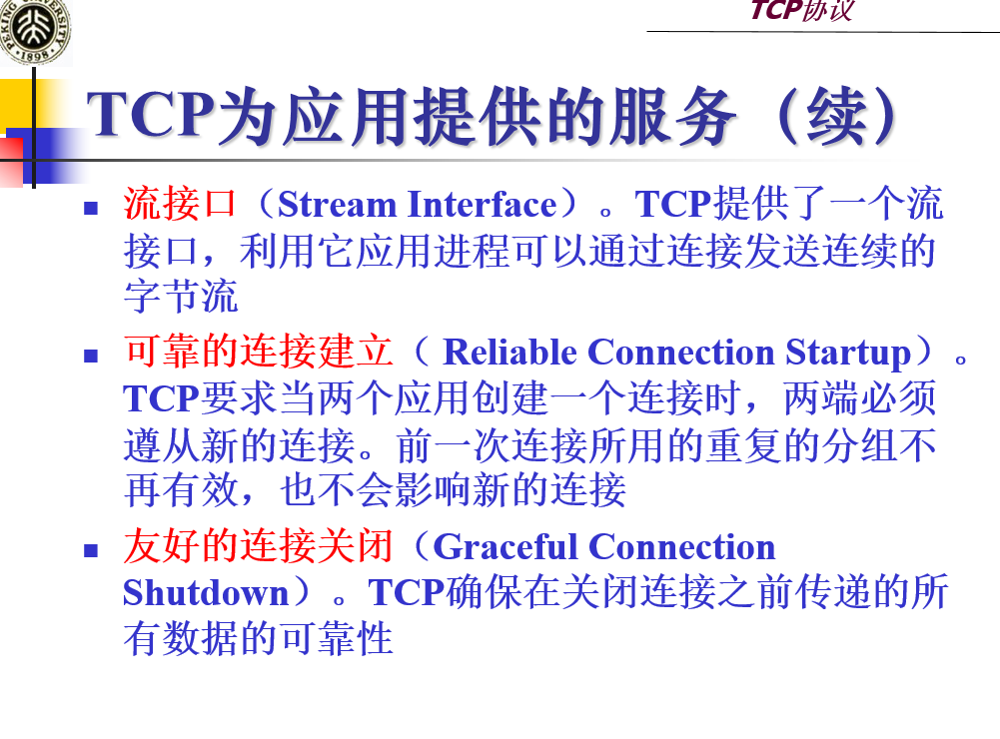 PEKING UNIVERSITY
·1898·
TCP协议
TCP为应用提供的服务（续）
流接口（Stream Interface）。TCP提供了一个流
接口，利用它应用进程可以通过连接发送连续的
字节流
可靠的连接建立（ Reliable Connection Startup）。
TCP要求当两个应用创建一个连接时，两端必须
遵从新的连接。前一次连接所用的重复的分组不
再有效，也不会影响新的连接
友好的连接关闭（Graceful Connection
Shutdown）。TCP确保在关闭连接之前传递的所
有数据的可靠性